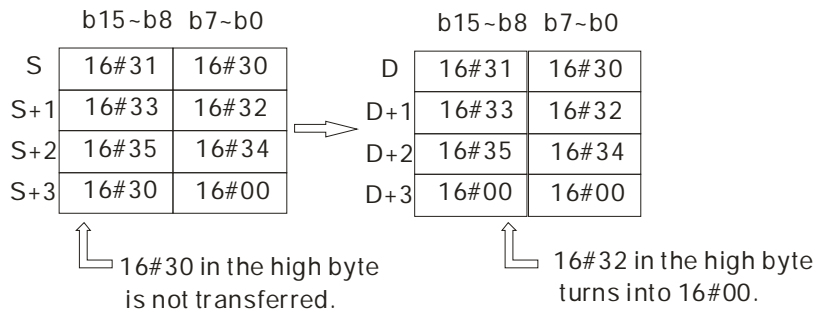 b15~b8 b7~b0 b15~b8 b7~b0
S 16#31 16#30 D 16#31 16#30
S+1 16#33 16#32 D+1 16#33 16#32
S+2 16#35 16#34 D+2 16#35 16#34
S+3 16#30 16#00 D+3 16#00 16#00
16#30 in the high byte
is not transferred.
16#32 in the high byte
turns into 16#00.